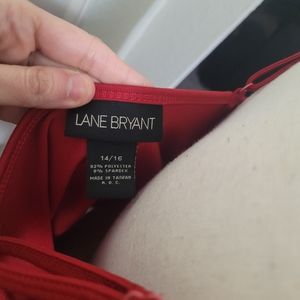 LANE BRYANT
14/16
92% POLYESTER
8% SPANDEX
MADE IN TAIWAN
R. O. C.